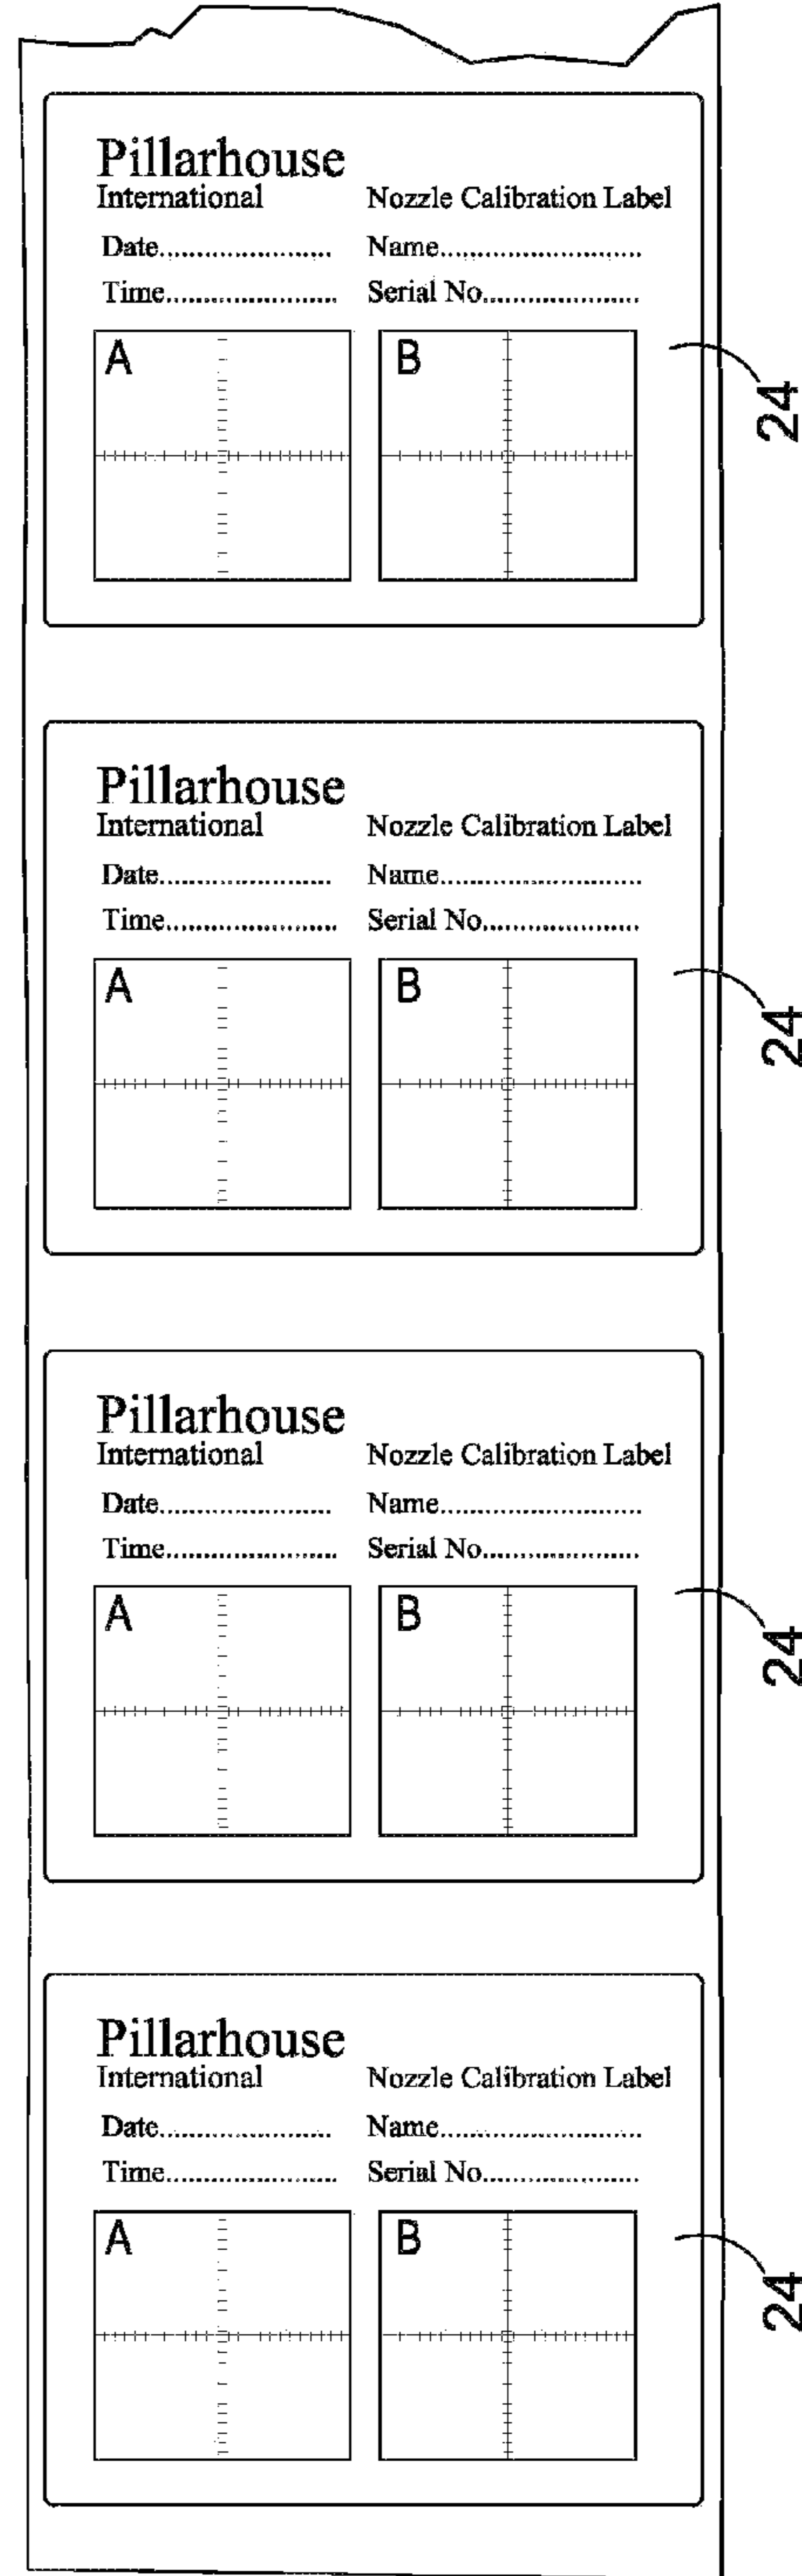 Pillarhouse
International Nozzle Calibration Label
Date....................... Name...........................
Time....................... Serial No.....................
A B
24
Pillarhouse
International Nozzle Calibration Label
Date....................... Name...........................
Time....................... Serial No.....................
A B
24
Pillarhouse
International Nozzle Calibration Label
Date....................... Name...........................
Time....................... Serial No.....................
A B
24
Pillarhouse
International Nozzle Calibration Label
Date....................... Name...........................
Time....................... Serial No.....................
A B
24